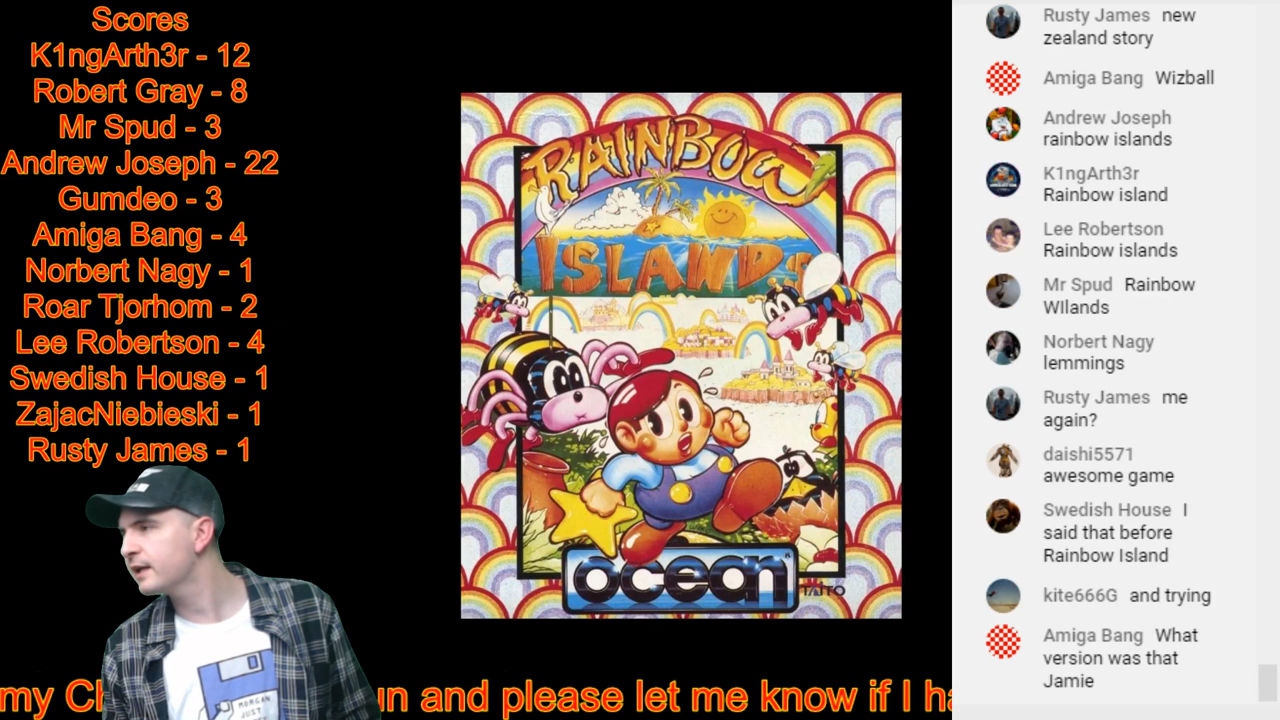 Scores
K1ngArth3r - 12
Robert Gray - 8
Mr Spud - 3
Andrew Joseph - 22
Gumdeo - 3
Amiga Bang - 4
Norbert Nagy - 1
Roar Tjorhom - 2
Lee Robertson - 4
Swedish House - 1
ZajacNiebieski - 1
Rusty James - 1
RAINBOW
ISLANDS
ocean
TAITO
MORGAN
JUST
my Ch
un and please let me know if I ha
Rusty James new
zealand story
Amiga Bang Wizball
Andrew Joseph
rainbow islands
K1ngArth3r
Rainbow island
Lee Robertson
Rainbow islands
Mr Spud Rainbow
WIlands
Norbert Nagy
lemmings
Rusty James me
again?
daishi5571
awesome game
Swedish House I
said that before
Rainbow Island
kite666G and trying
Amiga Bang What
version was that
Jamie